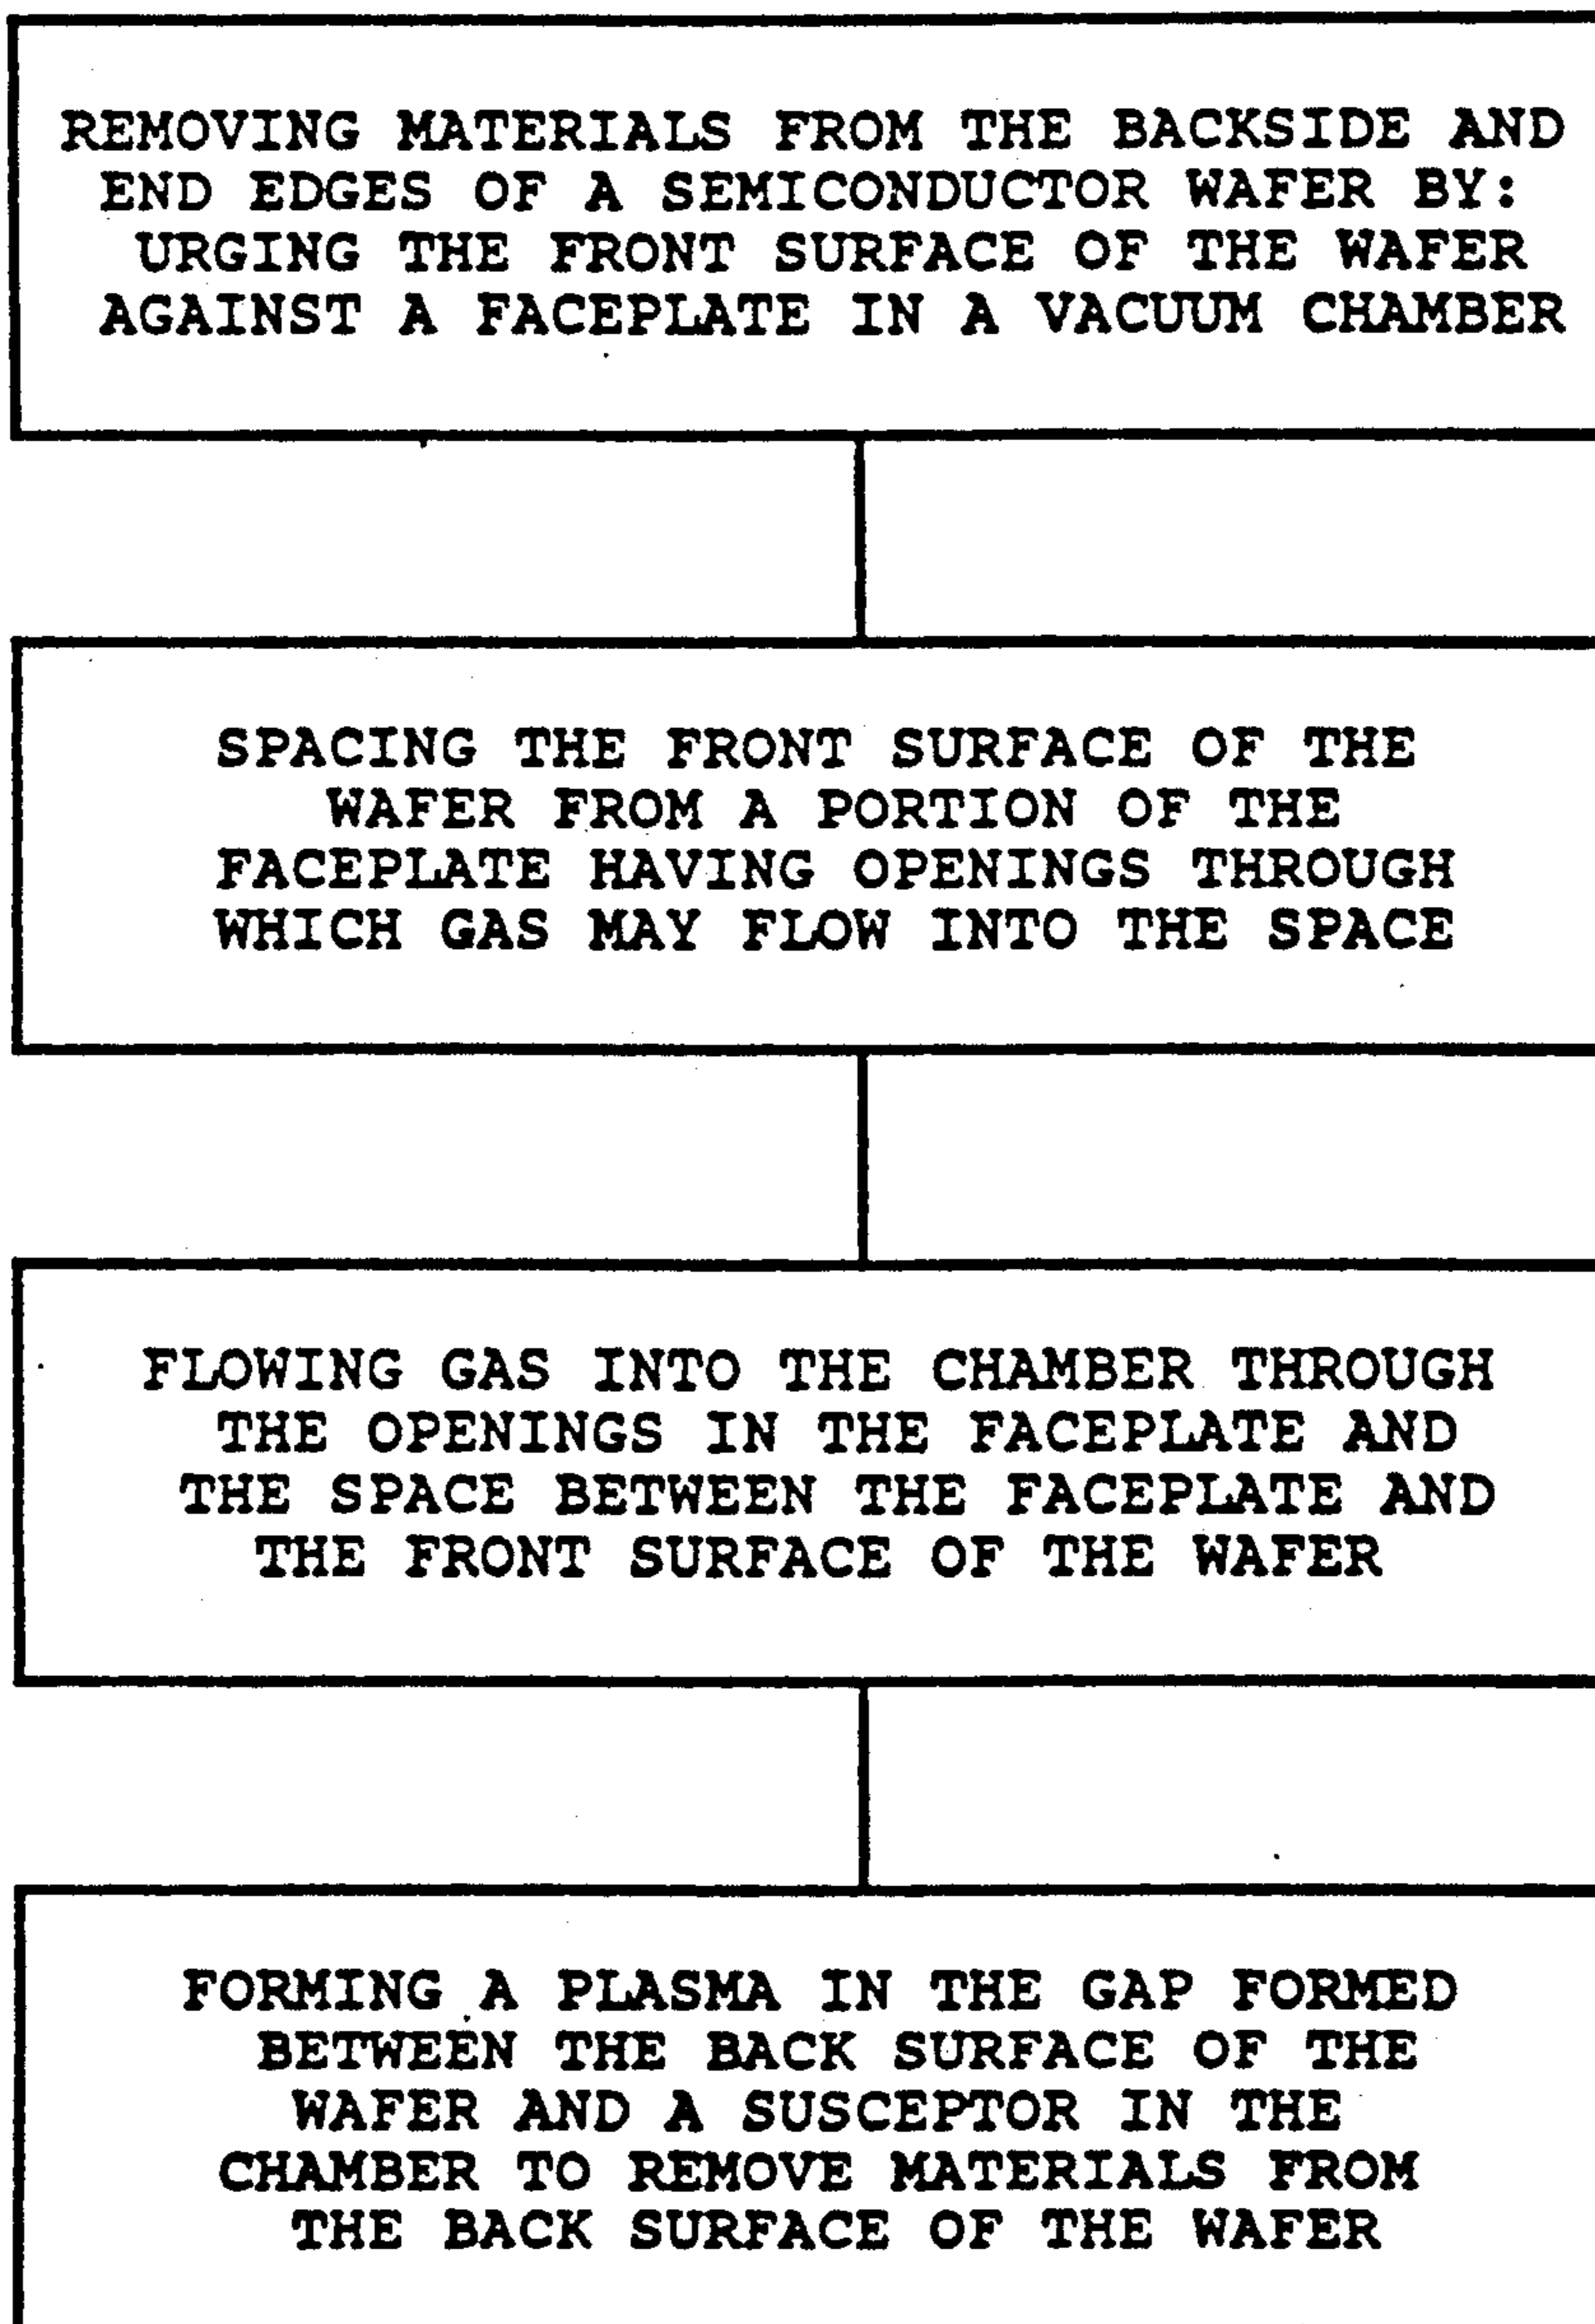 REMOVING MATERIALS FROM THE BACKSIDE AND
END EDGES OF A SEMICONDUCTOR WAFER BY:
URGING THE FRONT SURFACE OF THE WAFER
AGAINST A FACEPLATE IN A VACUUM CHAMBER
SPACING THE FRONT SURFACE OF THE
WAFER FROM A PORTION OF THE
FACEPLATE HAVING OPENINGS THROUGH
WHICH GAS MAY FLOW INTO THE SPACE
FLOWING GAS INTO THE CHAMBER THROUGH
THE OPENINGS IN THE FACEPLATE AND
THE SPACE BETWEEN THE FACEPLATE AND
THE FRONT SURFACE OF THE WAFER
FORMING A PLASMA IN THE GAP FORMED
BETWEEN THE BACK SURFACE OF THE
WAFER AND A SUSCEPTOR IN THE
CHAMBER TO REMOVE MATERIALS FROM
THE BACK SURFACE OF THE WAFER